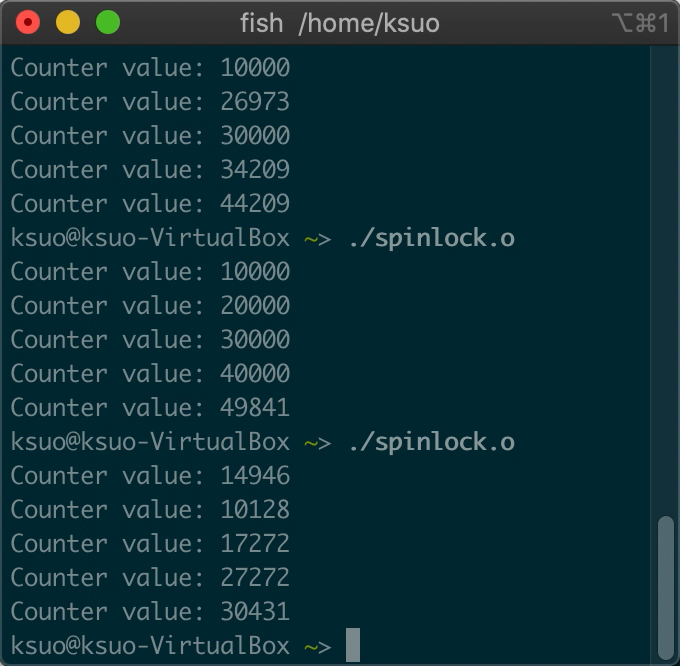 fish /home/ksuo ⌥⌘1
Counter value: 10000
Counter value: 26973
Counter value: 30000
Counter value: 34209
Counter value: 44209
ksuo@ksuo-VirtualBox ~> ./spinlock.o
Counter value: 10000
Counter value: 20000
Counter value: 30000
Counter value: 40000
Counter value: 49841
ksuo@ksuo-VirtualBox ~> ./spinlock.o
Counter value: 14946
Counter value: 10128
Counter value: 17272
Counter value: 27272
Counter value: 30431
ksuo@ksuo-VirtualBox ~>